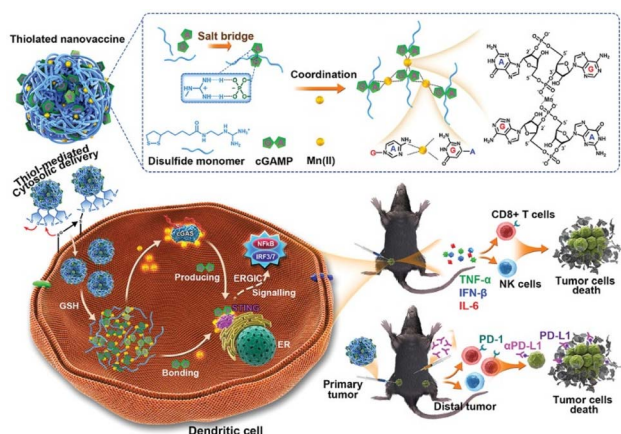 Thiolated nanovaccine
Salt bridge
Coordination
Disulfide monomer
cGAMP
Mn(II)
G
A
G
A
A
G
Mn
G
A
Thiol-mediated
cytosolic delivery
cGAS
NFkB
IRF3/7
Producing
ERGIC
Signalling
STING
GSH
ER
Bonding
Dendritic cell
CD8+ T cells
NK cells
TNF-α
IFN-β
IL-6
Tumor cells
death
Primary
tumor
Distal tumor
PD-1
αPD-L1
PD-L1
Tumor cells
death